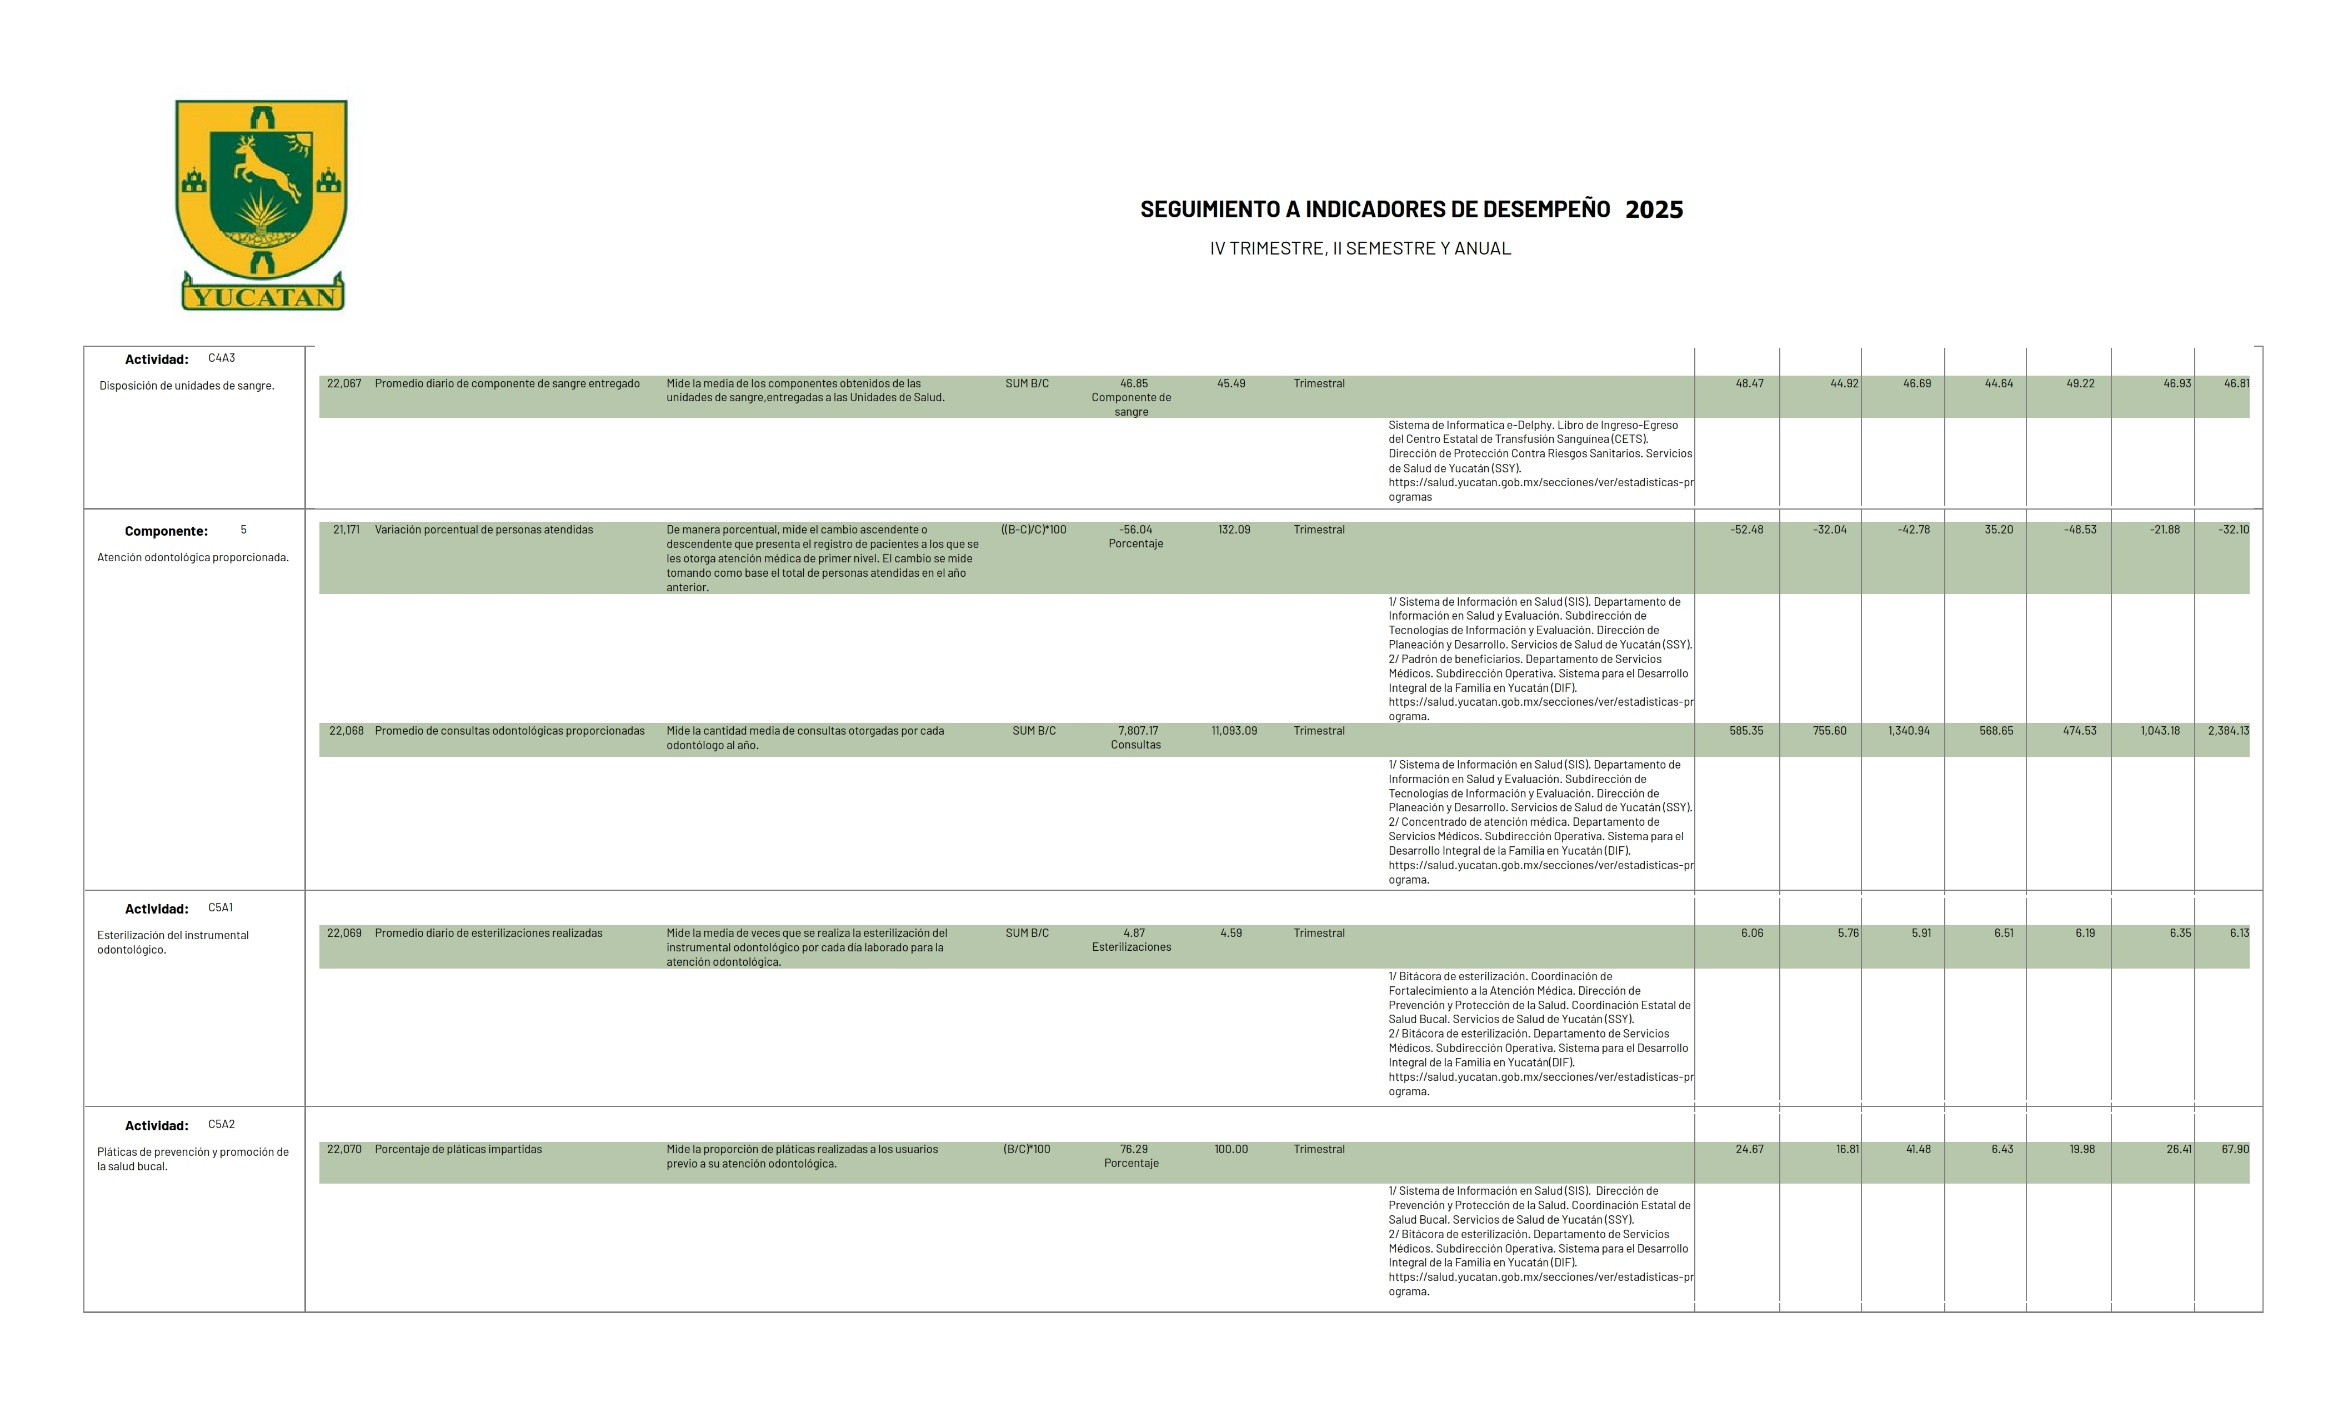 YUCATAN
SEGUIMIENTO A INDICADORES DE DESEMPEÑO 2025
IV TRIMESTRE, II SEMESTRE Y ANUAL
Actividad: C4A3
Disposición de unidades de sangre.
22,067 Promedio diario de componente de sangre entregado Mide la media de los componentes obtenidos de las SUM B/C 46.85 45.49 Trimestral 48.47 44.92 46.69 44.64 49.22 46.93 46.81
unidades de sangre,entregadas a las Unidades de Salud. Componente de
sangre
Sistema de Informatica e-Delphy. Libro de Ingreso-Egreso
del Centro Estatal de Transfusión Sanguínea (CETS).
Dirección de Protección Contra Riesgos Sanitarios. Servicios
de Salud de Yucatán (SSY).
https://salud.yucatan.gob.mx/secciones/ver/estadisticas-pr
ogramas
Componente: 5
Atención odontológica proporcionada.
21,171 Variación porcentual de personas atendidas De manera porcentual, mide el cambio ascendente o ((B-C)/C)*100 -56.04 132.09 Trimestral -52.48 -32.04 -42.78 35.20 -48.53 -21.88 -32.10
descendente que presenta el registro de pacientes a los que se Porcentaje
les otorga atención médica de primer nivel. El cambio se mide
tomando como base el total de personas atendidas en el año
anterior.
1/ Sistema de Información en Salud (SIS). Departamento de
Información en Salud y Evaluación. Subdirección de
Tecnologías de Información y Evaluación. Dirección de
Planeación y Desarrollo. Servicios de Salud de Yucatán (SSY).
2/ Padrón de beneficiarios. Departamento de Servicios
Médicos. Subdirección Operativa. Sistema para el Desarrollo
Integral de la Familia en Yucatán (DIF).
https://salud.yucatan.gob.mx/secciones/ver/estadisticas-pr
ograma.
22,068 Promedio de consultas odontológicas proporcionadas Mide la cantidad media de consultas otorgadas por cada SUM B/C 7,807.17 11,093.09 Trimestral 585.35 755.60 1,340.94 568.65 474.53 1,043.18 2,384.13
odontólogo al año. Consultas
1/ Sistema de Información en Salud (SIS). Departamento de
Información en Salud y Evaluación. Subdirección de
Tecnologías de Información y Evaluación. Dirección de
Planeación y Desarrollo. Servicios de Salud de Yucatán (SSY).
2/ Concentrado de atención médica. Departamento de
Servicios Médicos. Subdirección Operativa. Sistema para el
Desarrollo Integral de la Familia en Yucatán (DIF).
https://salud.yucatan.gob.mx/secciones/ver/estadisticas-pr
ograma.
Actividad: C5A1
Esterilización del instrumental
odontológico.
22,069 Promedio diario de esterilizaciones realizadas Mide la media de veces que se realiza la esterilización del SUM B/C 4.87 4.59 Trimestral 6.06 5.76 5.91 6.51 6.19 6.35 6.13
instrumental odontológico por cada día laborado para la Esterilizaciones
atención odontológica.
1/ Bitácora de esterilización. Coordinación de
Fortalecimiento a la Atención Médica. Dirección de
Prevención y Protección de la Salud. Coordinación Estatal de
Salud Bucal. Servicios de Salud de Yucatán (SSY).
2/ Bitácora de esterilización. Departamento de Servicios
Médicos. Subdirección Operativa. Sistema para el Desarrollo
Integral de la Familia en Yucatán(DIF).
https://salud.yucatan.gob.mx/secciones/ver/estadisticas-pr
ograma.
Actividad: C5A2
Pláticas de prevención y promoción de
la salud bucal.
22,070 Porcentaje de pláticas impartidas Mide la proporción de pláticas realizadas a los usuarios (B/C)*100 76.29 100.00 Trimestral 24.67 16.81 41.48 6.43 19.98 26.41 67.90
previo a su atención odontológica. Porcentaje
1/ Sistema de Información en Salud (SIS). Dirección de
Prevención y Protección de la Salud. Coordinación Estatal de
Salud Bucal. Servicios de Salud de Yucatán (SSY).
2/ Bitácora de esterilización. Departamento de Servicios
Médicos. Subdirección Operativa. Sistema para el Desarrollo
Integral de la Familia en Yucatán (DIF).
https://salud.yucatan.gob.mx/secciones/ver/estadisticas-pr
ograma.